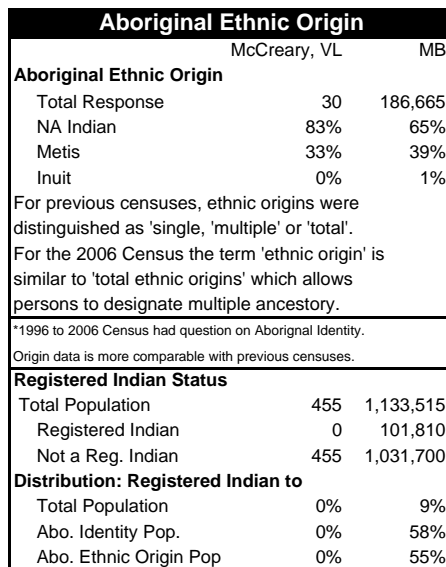 Aboriginal Ethnic Origin
McCreary, VL MB
Aboriginal Ethnic Origin
Total Response 30 186,665
NA Indian 83% 65%
Metis 33% 39%
Inuit 0% 1%
For previous censuses, ethnic origins were
distinguished as 'single, 'multiple' or 'total'.
For the 2006 Census the term 'ethnic origin' is
similar to 'total ethnic origins' which allows
persons to designate multiple ancestory.
*1996 to 2006 Census had question on Aborignal Identity.
Origin data is more comparable with previous censuses.
Registered Indian Status
Total Population 455 1,133,515
Registered Indian 0 101,810
Not a Reg. Indian 455 1,031,700
Distribution: Registered Indian to
Total Population 0% 9%
Abo. Identity Pop. 0% 58%
Abo. Ethnic Origin Pop 0% 55%